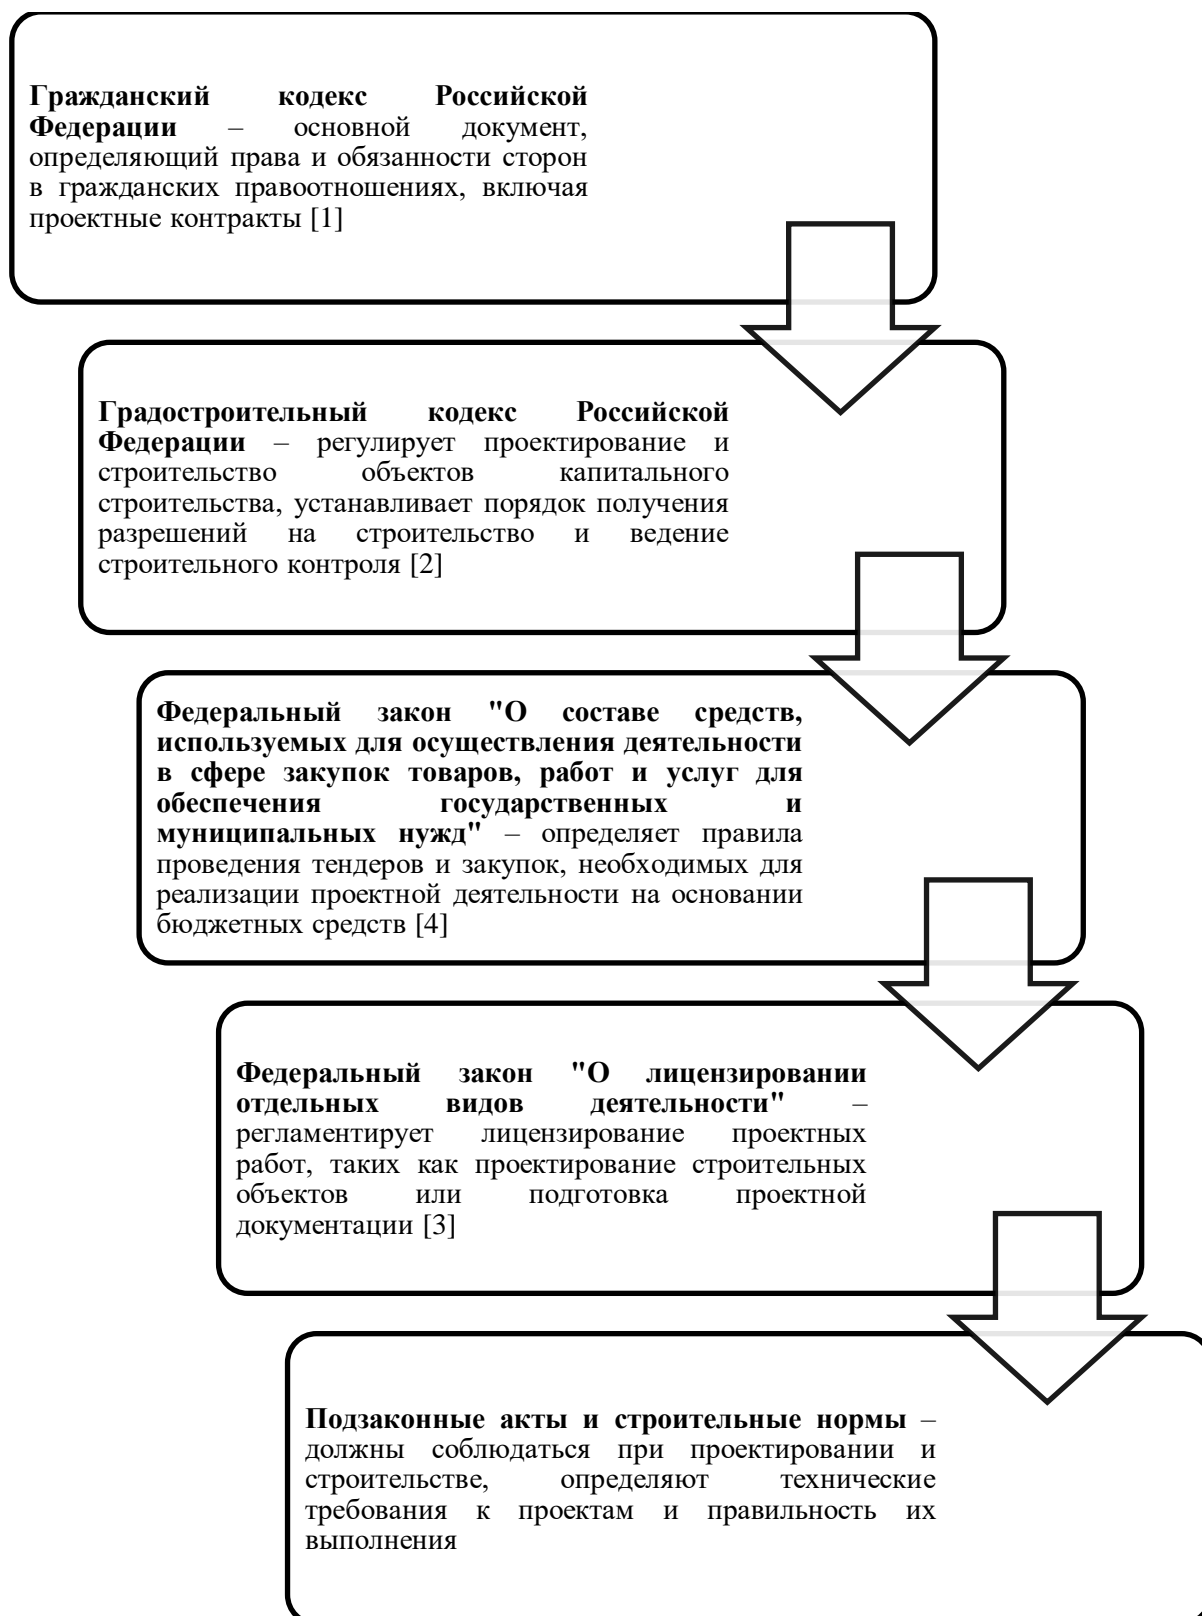 Гражданский кодекс Российской
Федерации – основной документ,
определяющий права и обязанности сторон
в гражданских правоотношениях, включая
проектные контракты [1]
Градостроительный кодекс Российской
Федерации – регулирует проектирование и
строительство объектов капитального
строительства, устанавливает порядок получения
разрешений на строительство и ведение
строительного контроля [2]
Федеральный закон "О составе средств,
используемых для осуществления деятельности
в сфере закупок товаров, работ и услуг для
обеспечения государственных и
муниципальных нужд" – определяет правила
проведения тендеров и закупок, необходимых для
реализации проектной деятельности на основании
бюджетных средств [4]
Федеральный закон "О лицензировании
отдельных видов деятельности" –
регламентирует лицензирование проектных
работ, таких как проектирование строительных
объектов или подготовка проектной
документации [3]
Подзаконные акты и строительные нормы –
должны соблюдаться при проектировании и
строительстве, определяют технические
требования к проектам и правильность их
выполнения